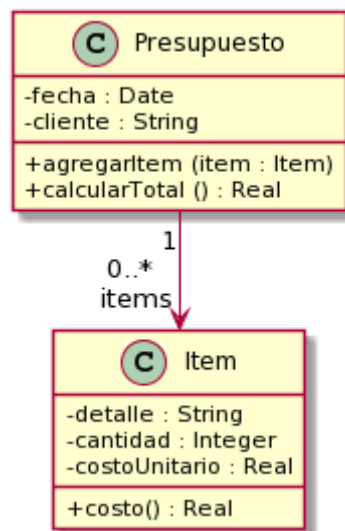 C Presupuesto
-fecha : Date
-cliente : String
+agregarItem (item : Item)
+calcularTotal () : Real
1
0..*
items
C Item
-detalle : String
-cantidad : Integer
-costoUnitario : Real
+costo() : Real